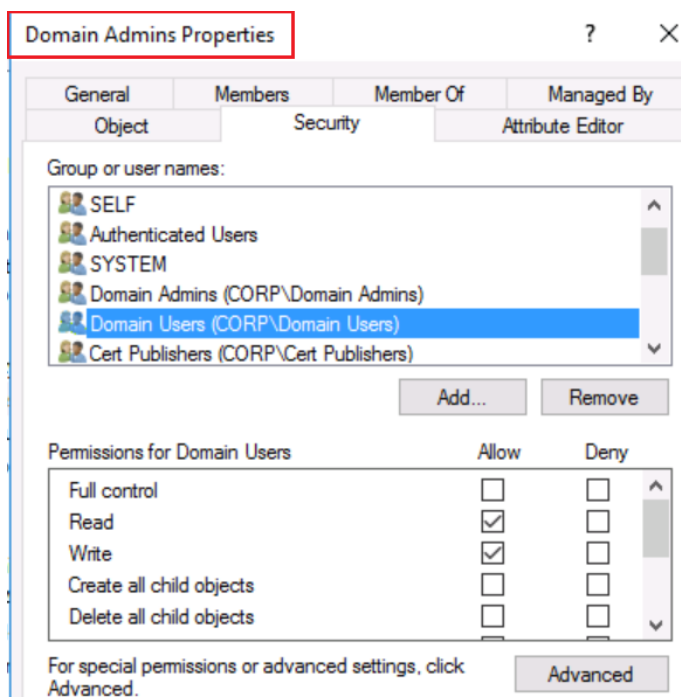 Domain Admins Properties ? ×
General Members Member Of Managed By
Object Security Attribute Editor
Group or user names:
SELF
Authenticated Users
SYSTEM
Domain Admins (CORP\Domain Admins)
Domain Users (CORP\Domain Users)
Cert Publishers (CORP\Cert Publishers)
Add... Remove
Permissions for Domain Users Allow Deny
Full control
Read
Write
Create all child objects
Delete all child objects
For special permissions or advanced settings, click
Advanced.
Advanced